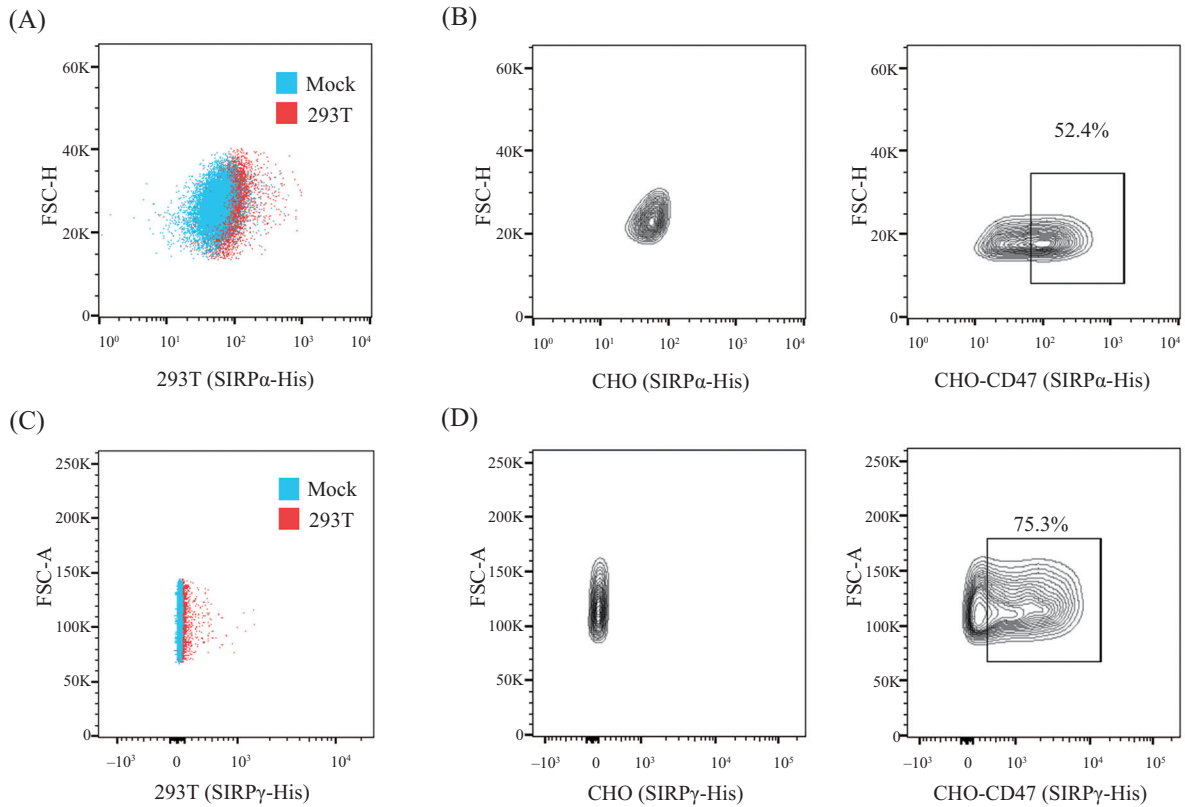 (A)
60K
40K
20K
0
FSC-H
Mock
293T
10⁰ 10¹ 10² 10³ 10⁴
293T (SIRPα-His)
(B)
60K
40K
20K
0
FSC-H
10⁰ 10¹ 10² 10³ 10⁴
CHO (SIRPα-His)
60K
40K
20K
0
FSC-H
52.4%
10⁰ 10¹ 10² 10³ 10⁴
CHO-CD47 (SIRPα-His)
(C)
250K
200K
150K
100K
50K
0
FSC-A
Mock
293T
–10³ 0 10³ 10⁴
293T (SIRPγ-His)
(D)
250K
200K
150K
100K
50K
0
FSC-A
–10³ 0 10³ 10⁴ 10⁵
CHO (SIRPγ-His)
250K
200K
150K
100K
50K
0
FSC-A
75.3%
–10³ 0 10³ 10⁴ 10⁵
CHO-CD47 (SIRPγ-His)